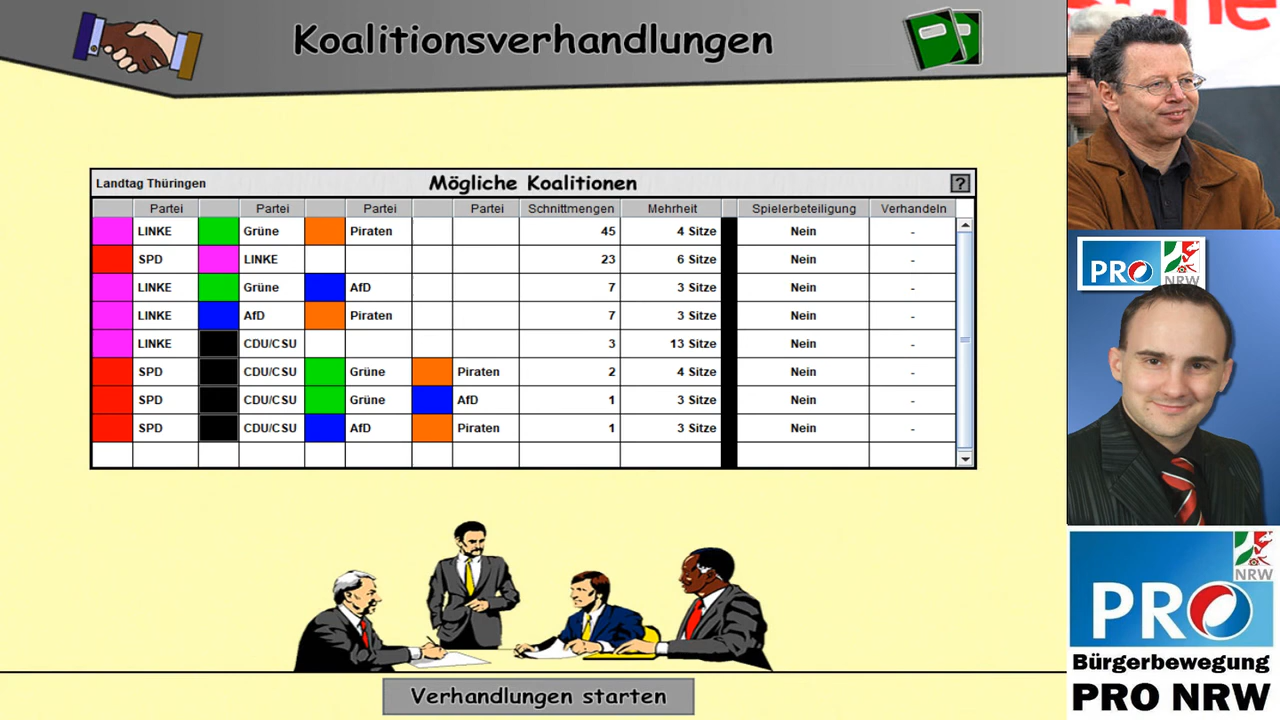 Koalitionsverhandlungen
Landtag Thüringen Mögliche Koalitionen ?
Partei Partei Partei Partei Schnittmengen Mehrheit Spielerbeteiligung Verhandeln
LINKE Grüne Piraten 45 4 Sitze Nein -
SPD LINKE 23 6 Sitze Nein -
LINKE Grüne AfD 7 3 Sitze Nein -
LINKE AfD Piraten 7 3 Sitze Nein -
LINKE CDU/CSU 3 13 Sitze Nein -
SPD CDU/CSU Grüne Piraten 2 4 Sitze Nein -
SPD CDU/CSU Grüne AfD 1 3 Sitze Nein -
SPD CDU/CSU AfD Piraten 1 3 Sitze Nein -
Verhandlungen starten
PRO
NRW
NRW
PRO
Bürgerbewegung
PRO NRW